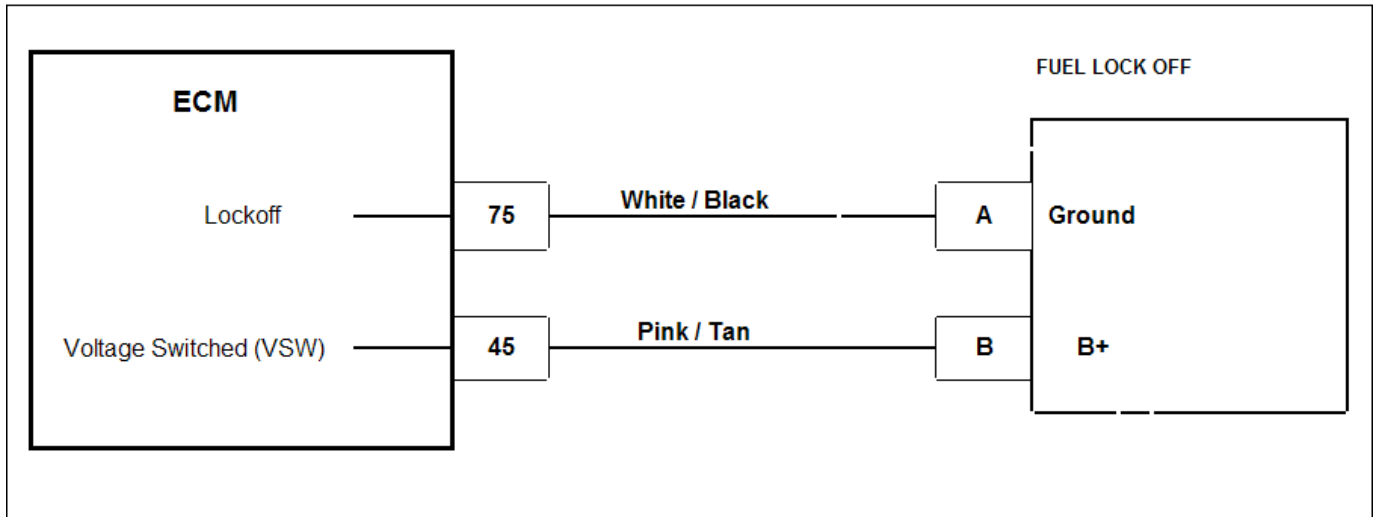 FUEL LOCK OFF
ECM
Lockoff
75
White / Black
A
Ground
Voltage Switched (VSW)
45
Pink / Tan
B
B+